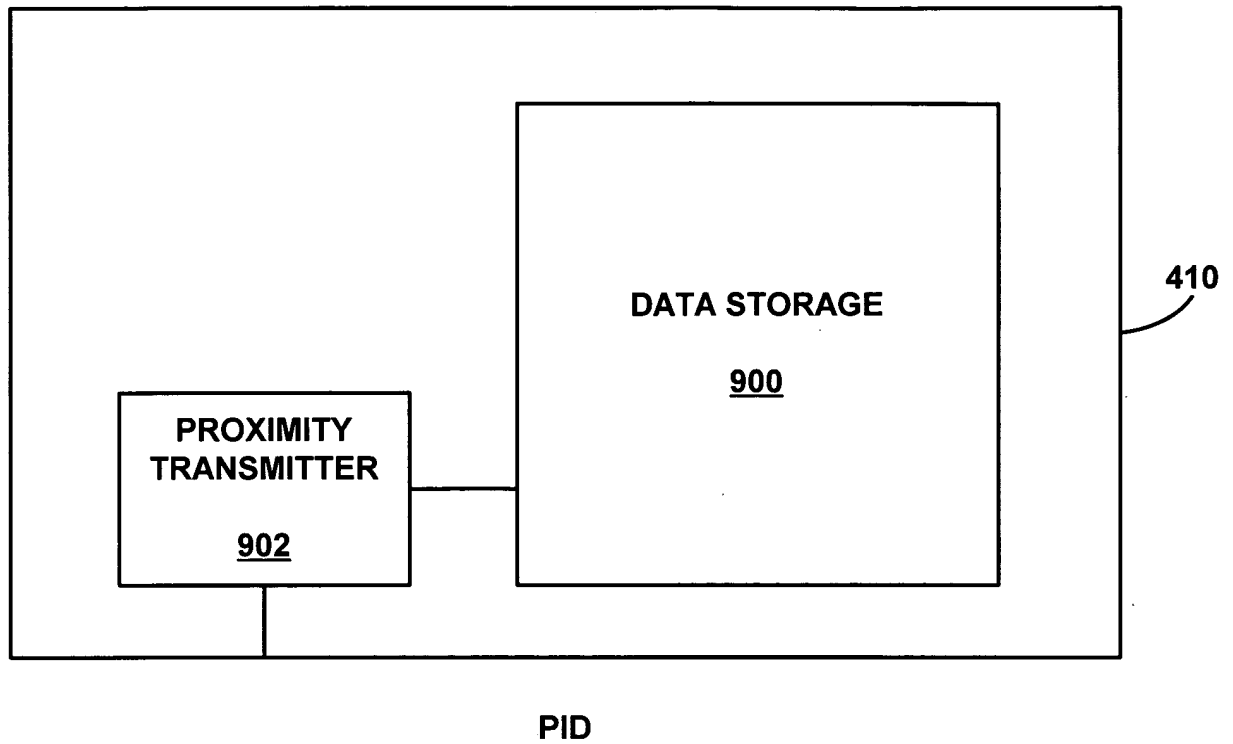 DATA STORAGE
900
410
PROXIMITY
TRANSMITTER
902
PID